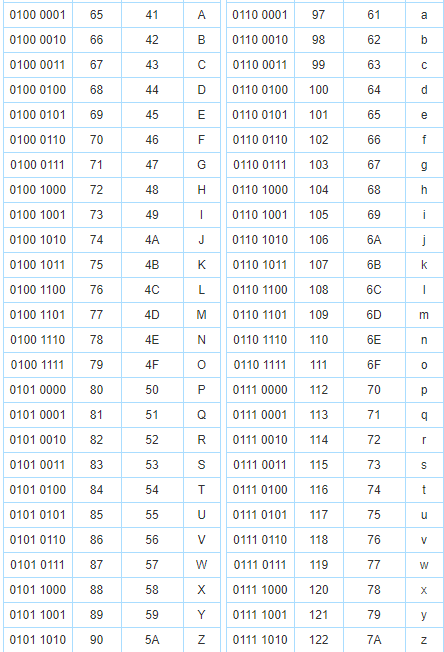 0100 0001 65 41 A 0110 0001 97 61 a
0100 0010 66 42 B 0110 0010 98 62 b
0100 0011 67 43 C 0110 0011 99 63 c
0100 0100 68 44 D 0110 0100 100 64 d
0100 0101 69 45 E 0110 0101 101 65 e
0100 0110 70 46 F 0110 0110 102 66 f
0100 0111 71 47 G 0110 0111 103 67 g
0100 1000 72 48 H 0110 1000 104 68 h
0100 1001 73 49 I 0110 1001 105 69 i
0100 1010 74 4A J 0110 1010 106 6A j
0100 1011 75 4B K 0110 1011 107 6B k
0100 1100 76 4C L 0110 1100 108 6C l
0100 1101 77 4D M 0110 1101 109 6D m
0100 1110 78 4E N 0110 1110 110 6E n
0100 1111 79 4F O 0110 1111 111 6F o
0101 0000 80 50 P 0111 0000 112 70 p
0101 0001 81 51 Q 0111 0001 113 71 q
0101 0010 82 52 R 0111 0010 114 72 r
0101 0011 83 53 S 0111 0011 115 73 s
0101 0100 84 54 T 0111 0100 116 74 t
0101 0101 85 55 U 0111 0101 117 75 u
0101 0110 86 56 V 0111 0110 118 76 v
0101 0111 87 57 W 0111 0111 119 77 w
0101 1000 88 58 X 0111 1000 120 78 x
0101 1001 89 59 Y 0111 1001 121 79 y
0101 1010 90 5A Z 0111 1010 122 7A z